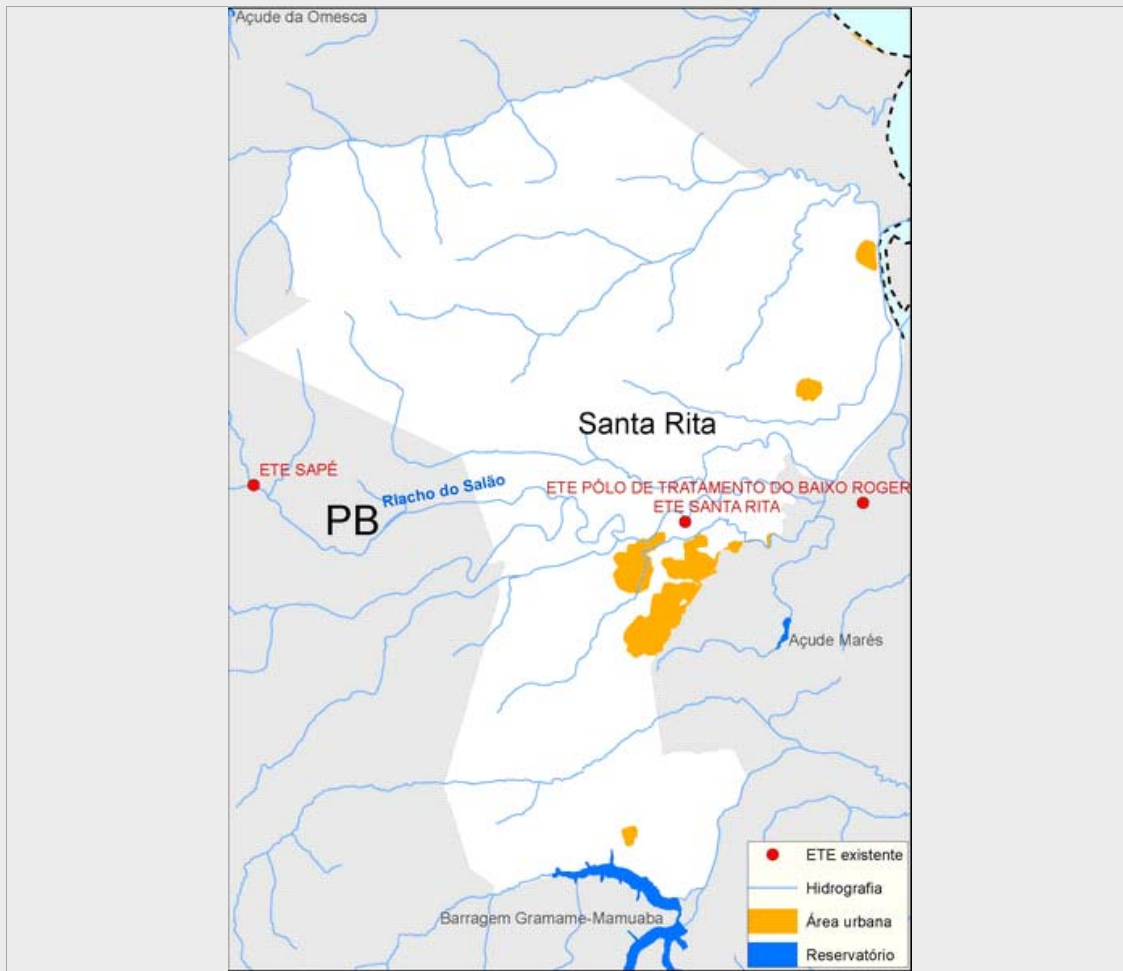 Açude da Omesca
Santa Rita
ETE SAPÉ
Riacho do Salão
ETE PÓLO DE TRATAMENTO DO BAIXO ROGER
ETE SANTA RITA
PB
Açude Marés
Barragem Gramame-Mamuaba
ETE existente
Hidrografia
Área urbana
Reservatório